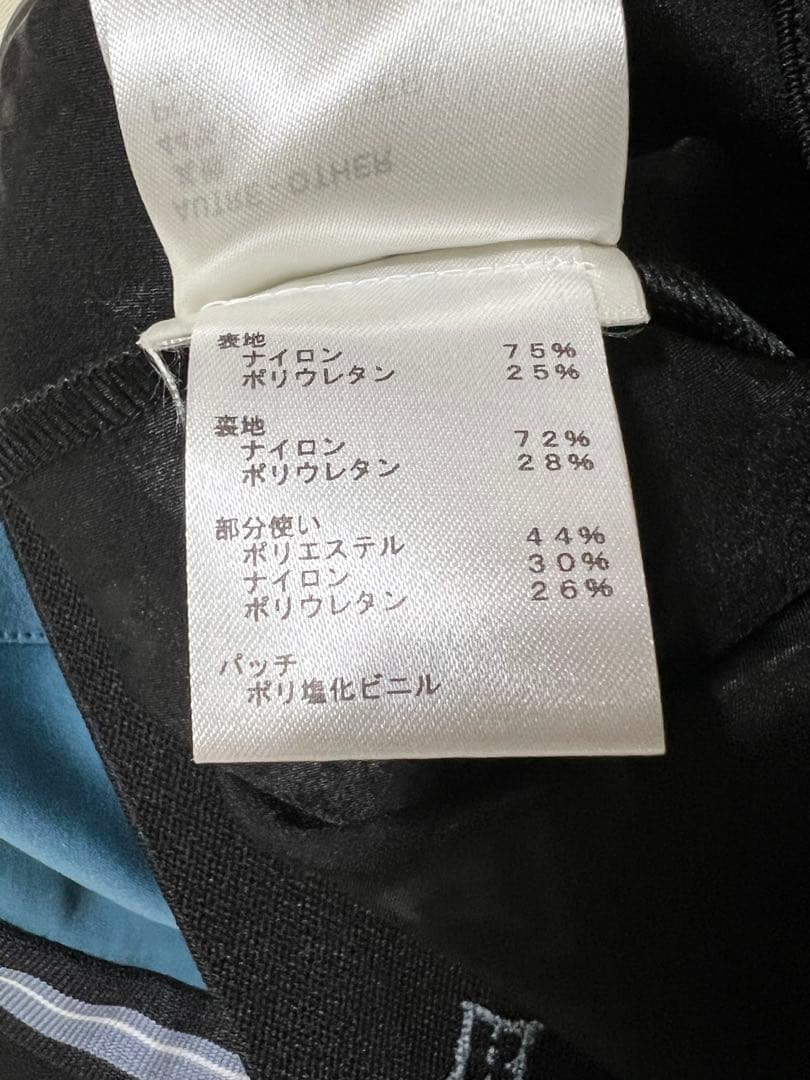 AUTRE - OTHER
表地
ナイロン 75%
ポリウレタン 25%
裏地
ナイロン 72%
ポリウレタン 28%
部分使い
ポリエステル 44%
ナイロン 30%
ポリウレタン 26%
パッチ
ポリ塩化ビニル